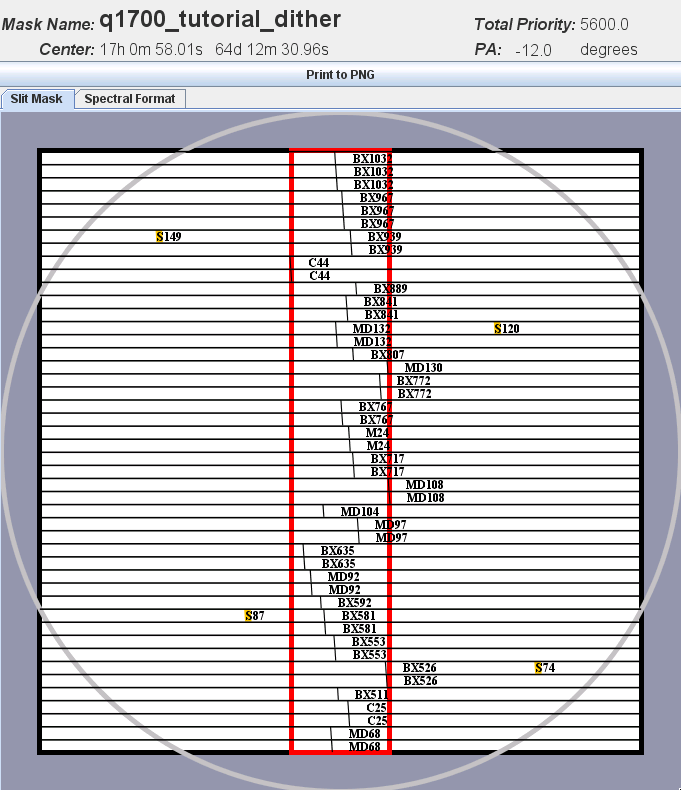 Mask Name: q1700_tutorial_dither Total Priority: 5600.0
Center: 17h 0m 58.01s 64d 12m 30.96s PA: -12.0 degrees
Print to PNG
Slit Mask Spectral Format
BX1032
BX1032
BX1032
BX967
BX967
BX967
S149 BX939
BX939
C44
C44
BX889
BX841
BX841
MD132 S120
MD132
BX807
MD130
BX772
BX772
BX767
BX767
M24
M24
BX717
BX717
MD108
MD108
MD104
MD97
MD97
BX635
BX635
MD92
MD92
BX592
S87 BX581
BX581
BX553
BX553
BX526 S74
BX526
BX511
C25
C25
MD68
MD68